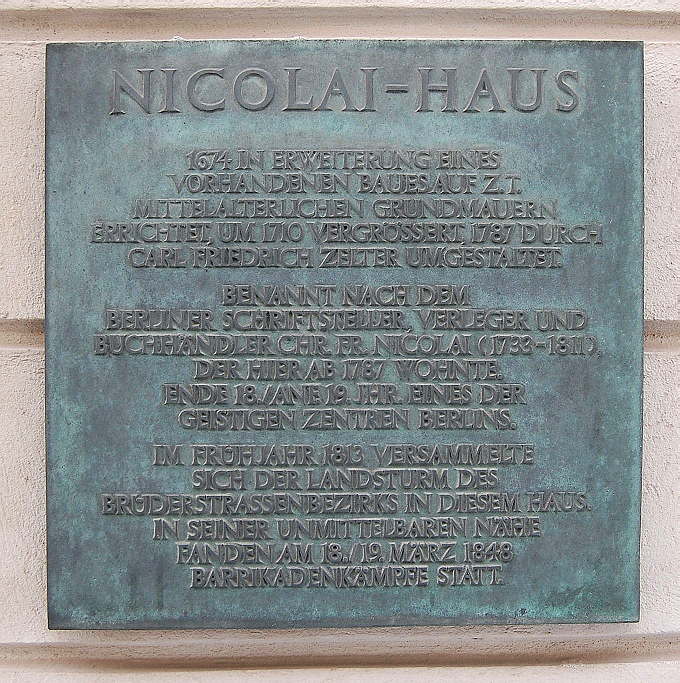 NICOLAI-HAUS
1674 IN ERWEITERUNG EINES
VORHANDENEN BAUES AUF Z.T.
MITTELALTERLICHEN GRUNDMAUERN
ERRICHTET, UM 1710 VERGRÖSSERT, 1787 DURCH
CARL FRIEDRICH ZELTER UMGESTALTET.
BENANNT NACH DEM
BERLINER SCHRIFTSTELLER, VERLEGER UND
BUCHHÄNDLER CHR. FR. NICOLAI (1733-1811),
DER HIER AB 1787 WOHNTE.
ENDE 18./ANF. 19. JHR. EINES DER
GEISTIGEN ZENTREN BERLINS.
IM FRÜHJAHR 1813 VERSAMMELTE
SICH DER LANDSTURM DES
BRÜDERSTRASSENBEZIRKS IN DIESEM HAUS.
IN SEINER UNMITTELBAREN NÄHE
FANDEN AM 18./19. MÄRZ 1848
BARRIKADENKÄMPFE STATT.